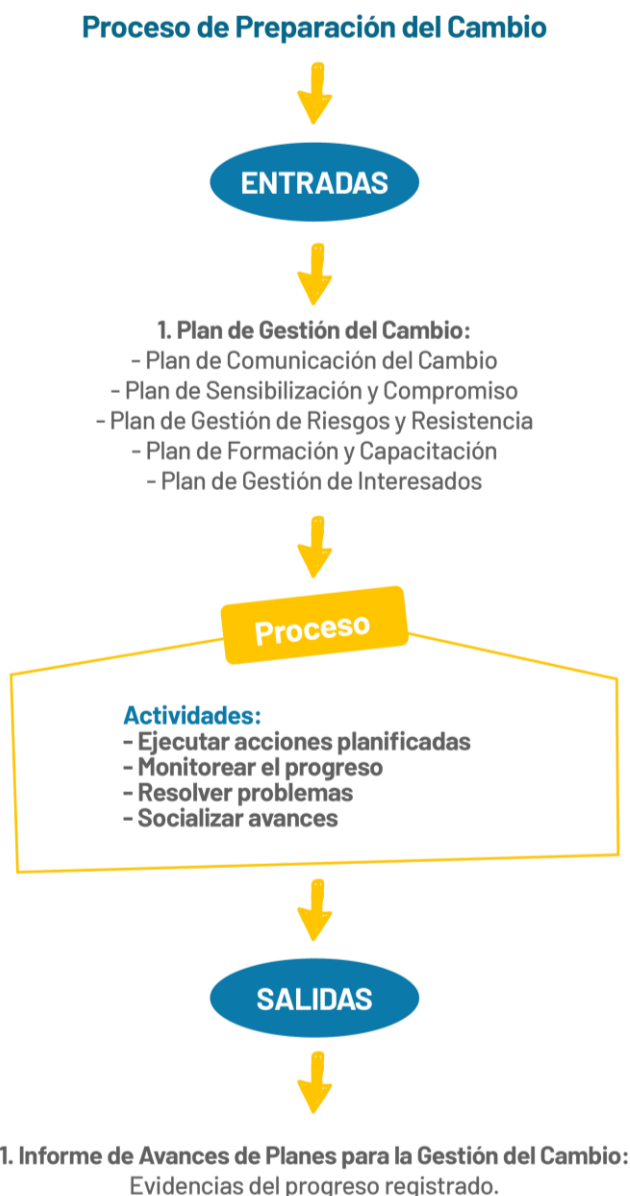 Proceso de Preparación del Cambio
ENTRADAS
1. Plan de Gestión del Cambio:
- Plan de Comunicación del Cambio
- Plan de Sensibilización y Compromiso
- Plan de Gestión de Riesgos y Resistencia
- Plan de Formación y Capacitación
- Plan de Gestión de Interesados
Proceso
Actividades:
- Ejecutar acciones planificadas
- Monitorear el progreso
- Resolver problemas
- Socializar avances
SALIDAS
1. Informe de Avances de Planes para la Gestión del Cambio:
Evidencias del progreso registrado.